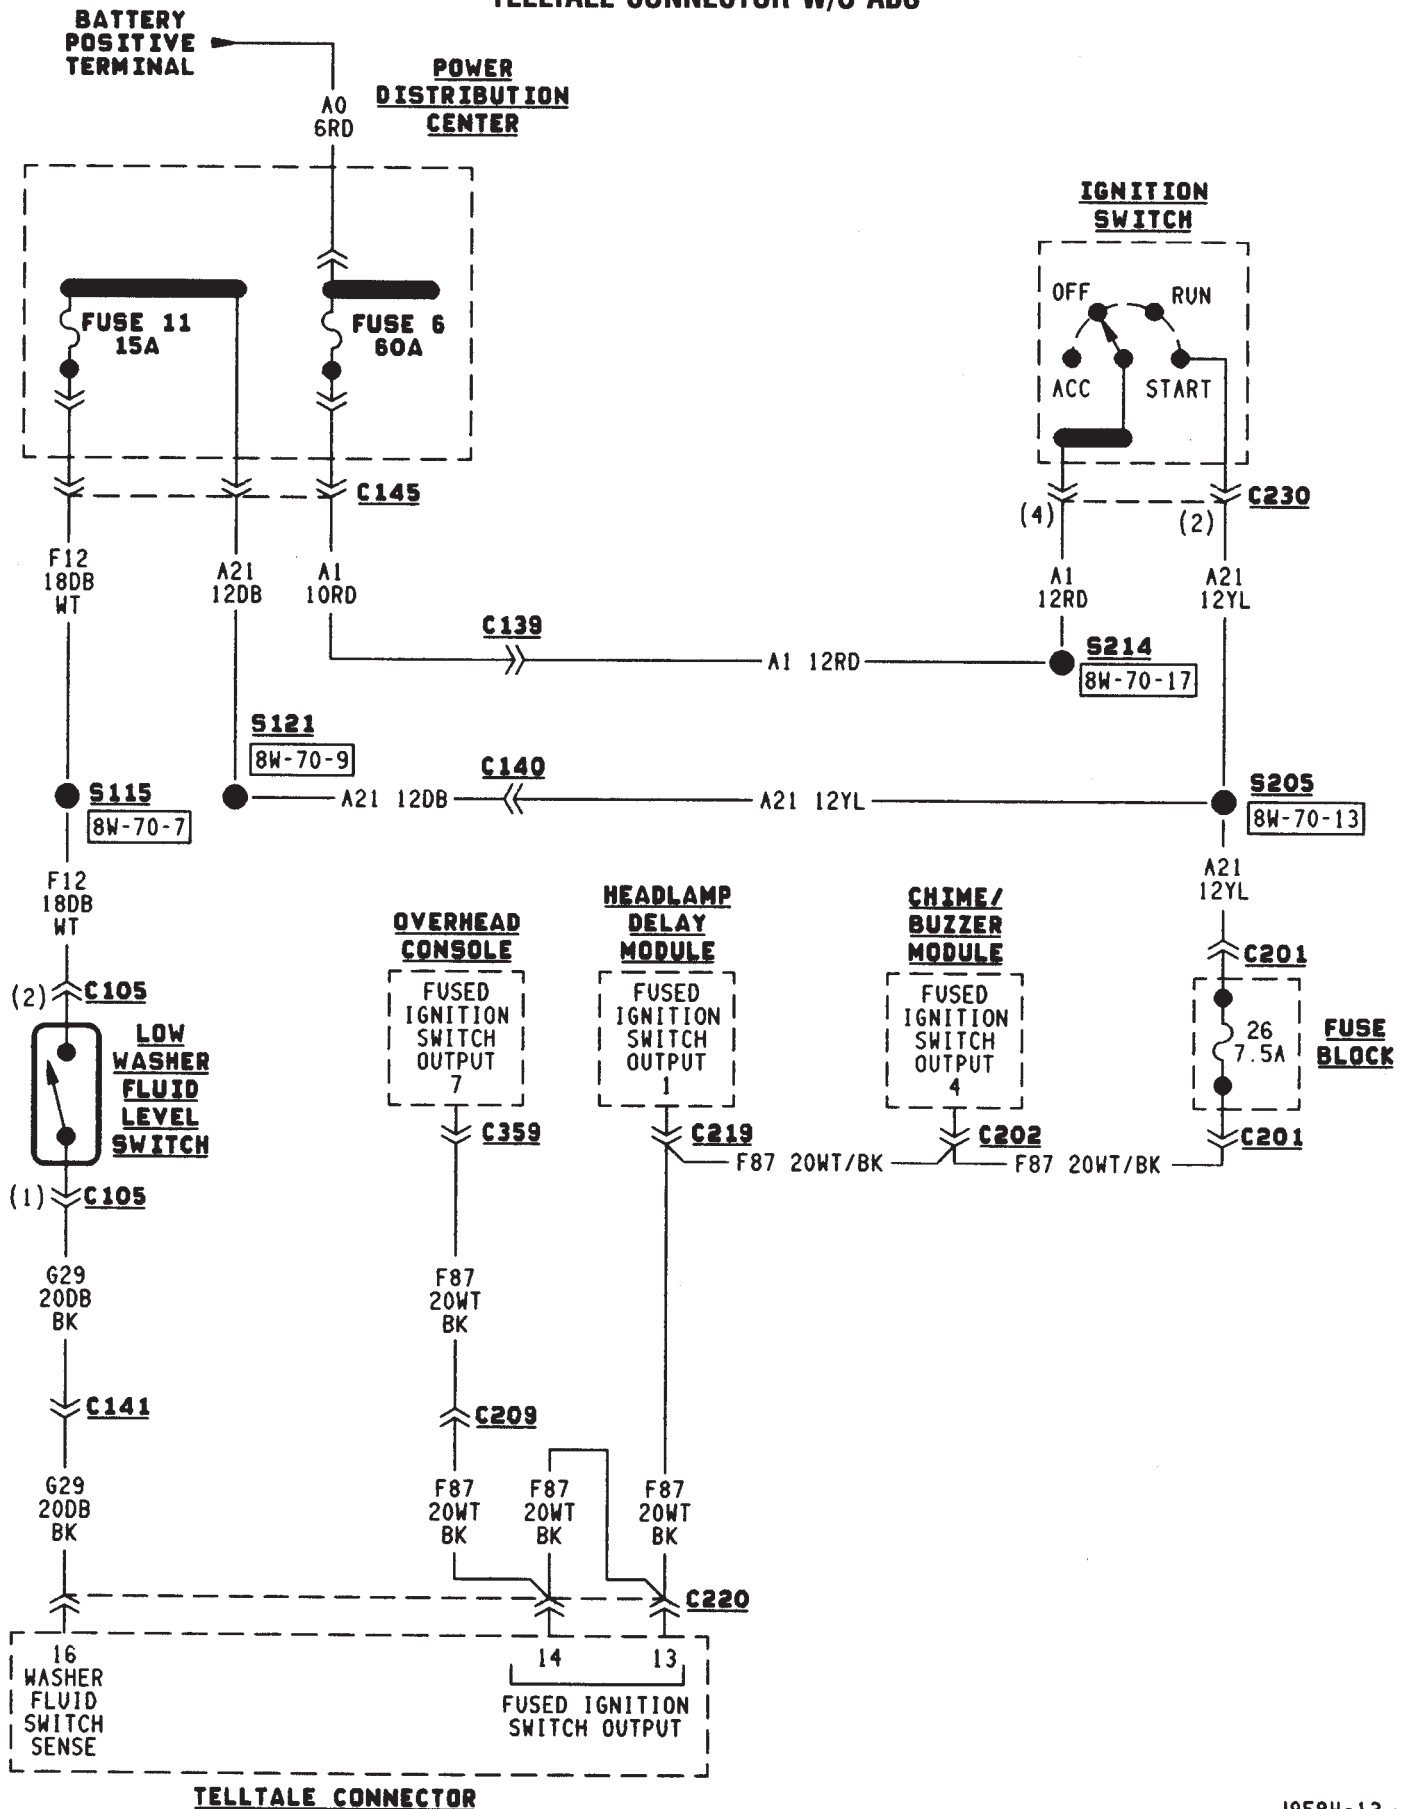 BATTERY
POSITIVE
TERMINAL
A0
6RD
POWER
DISTRIBUTION
CENTER
FUSE 11
15A
FUSE 6
60A
C145
IGNITION
SWITCH
OFF
RUN
ACC
START
C230
(4)
(2)
F12
18DB
WT
A21
12DB
A1
10RD
A1
12RD
A21
12YL
C139
A1 12RD
S214
8W-70-17
S121
8W-70-9
S115
8W-70-7
A21 12DB
C140
A21 12YL
S205
8W-70-13
F12
18DB
WT
A21
12YL
(2)
C105
LOW
WASHER
FLUID
LEVEL
SWITCH
(1)
C105
OVERHEAD
CONSOLE
FUSED
IGNITION
SWITCH
OUTPUT
7
C359
HEADLAMP
DELAY
MODULE
FUSED
IGNITION
SWITCH
OUTPUT
1
C219
CHIME/
BUZZER
MODULE
FUSED
IGNITION
SWITCH
OUTPUT
4
C202
C201
26
7.5A
FUSE
BLOCK
C201
F87 20WT/BK
F87 20WT/BK
G29
20DB
BK
C141
G29
20DB
BK
F87
20WT
BK
C209
F87
20WT
BK
F87
20WT
BK
F87
20WT
BK
C220
16
WASHER
FLUID
SWITCH
SENSE
14
13
FUSED IGNITION
SWITCH OUTPUT
TELLTALE CONNECTOR